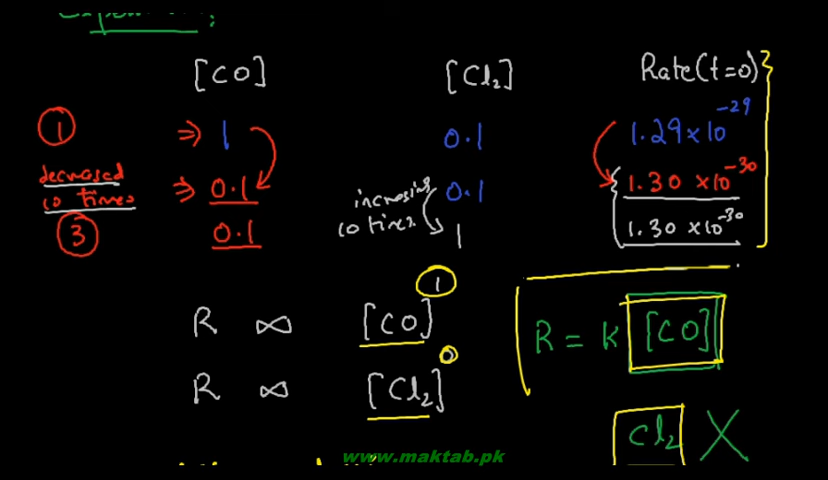 [CO] [Cl2] Rate(t=0)
① ⇒ 1 0.1 1.29×10^-29
decreased ⇒ 0.1 increasing 0.1 1.30×10^-30
10 times 10 times
③ 0.1 1 1.30×10^-30
R ∝ [CO]^1
R = K [CO]
R ∝ [Cl2]^0
Cl2 X
www.maktab.pk